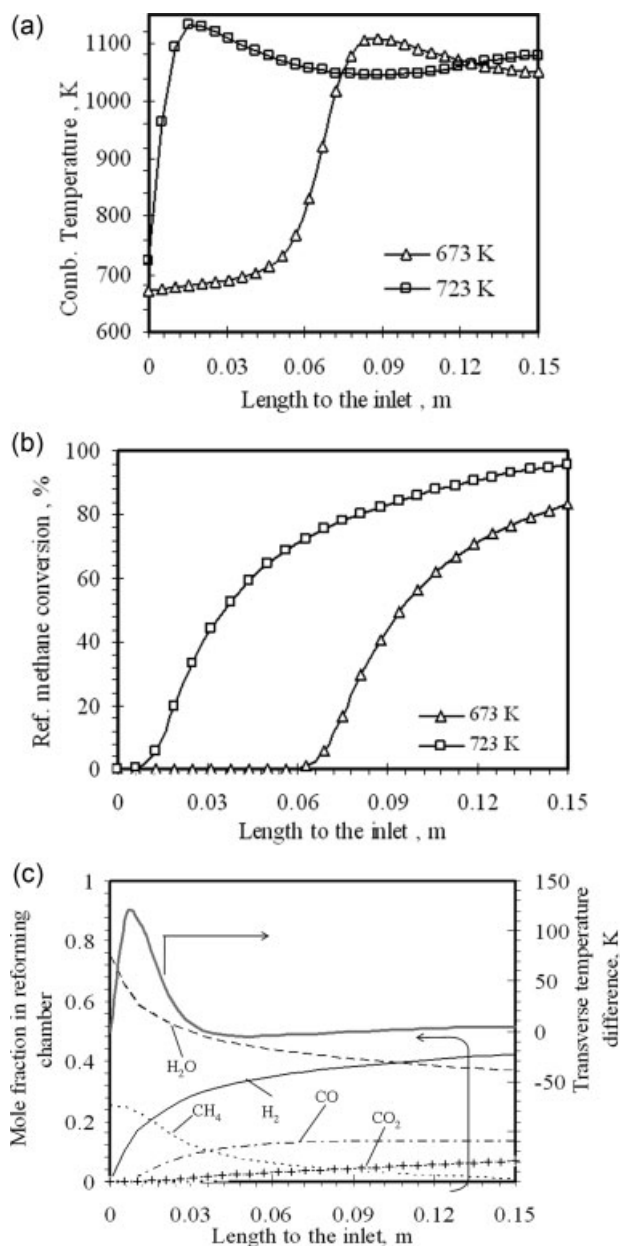 (a)
1100
1000
900
800
700
600
Comb. Temperature , K
673 K
723 K
0 0.03 0.06 0.09 0.12 0.15
Length to the inlet , m
(b)
100
80
60
40
20
0
Ref. methane conversion , %
673 K
723 K
0 0.03 0.06 0.09 0.12 0.15
Length to the inlet , m
(c)
1
0.8
0.6
0.4
0.2
0
Mole fraction in reforming
chamber
150
100
50
0
-50
Transverse temperature
difference, K
H2O
CH4
H2
CO
CO2
0 0.03 0.06 0.09 0.12 0.15
Length to the inlet, m